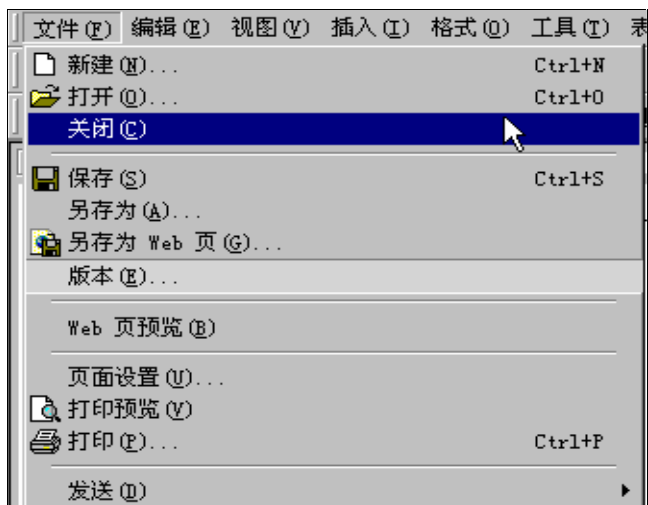 文件(F) 编辑(E) 视图(V) 插入(I) 格式(O) 工具(T) 表
新建(N)... Ctrl+N
打开(O)... Ctrl+O
关闭(C)
保存(S) Ctrl+S
另存为(A)...
另存为 Web 页(G)...
版本(E)...
Web 页预览(B)
页面设置(U)...
打印预览(V)
打印(P)... Ctrl+P
发送(D)